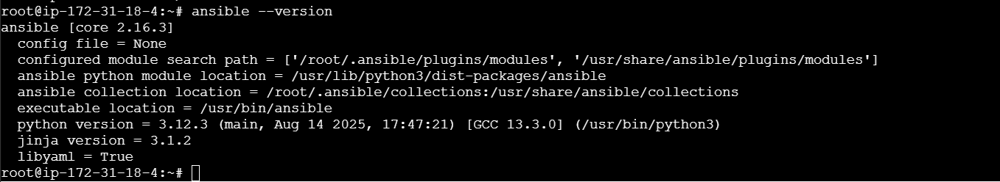 root@ip-172-31-18-4:~# ansible --version
ansible [core 2.16.3]
  config file = None
  configured module search path = ['/root/.ansible/plugins/modules', '/usr/share/ansible/plugins/modules']
  ansible python module location = /usr/lib/python3/dist-packages/ansible
  ansible collection location = /root/.ansible/collections:/usr/share/ansible/collections
  executable location = /usr/bin/ansible
  python version = 3.12.3 (main, Aug 14 2025, 17:47:21) [GCC 13.3.0] (/usr/bin/python3)
  jinja version = 3.1.2
  libyaml = True
root@ip-172-31-18-4:~#